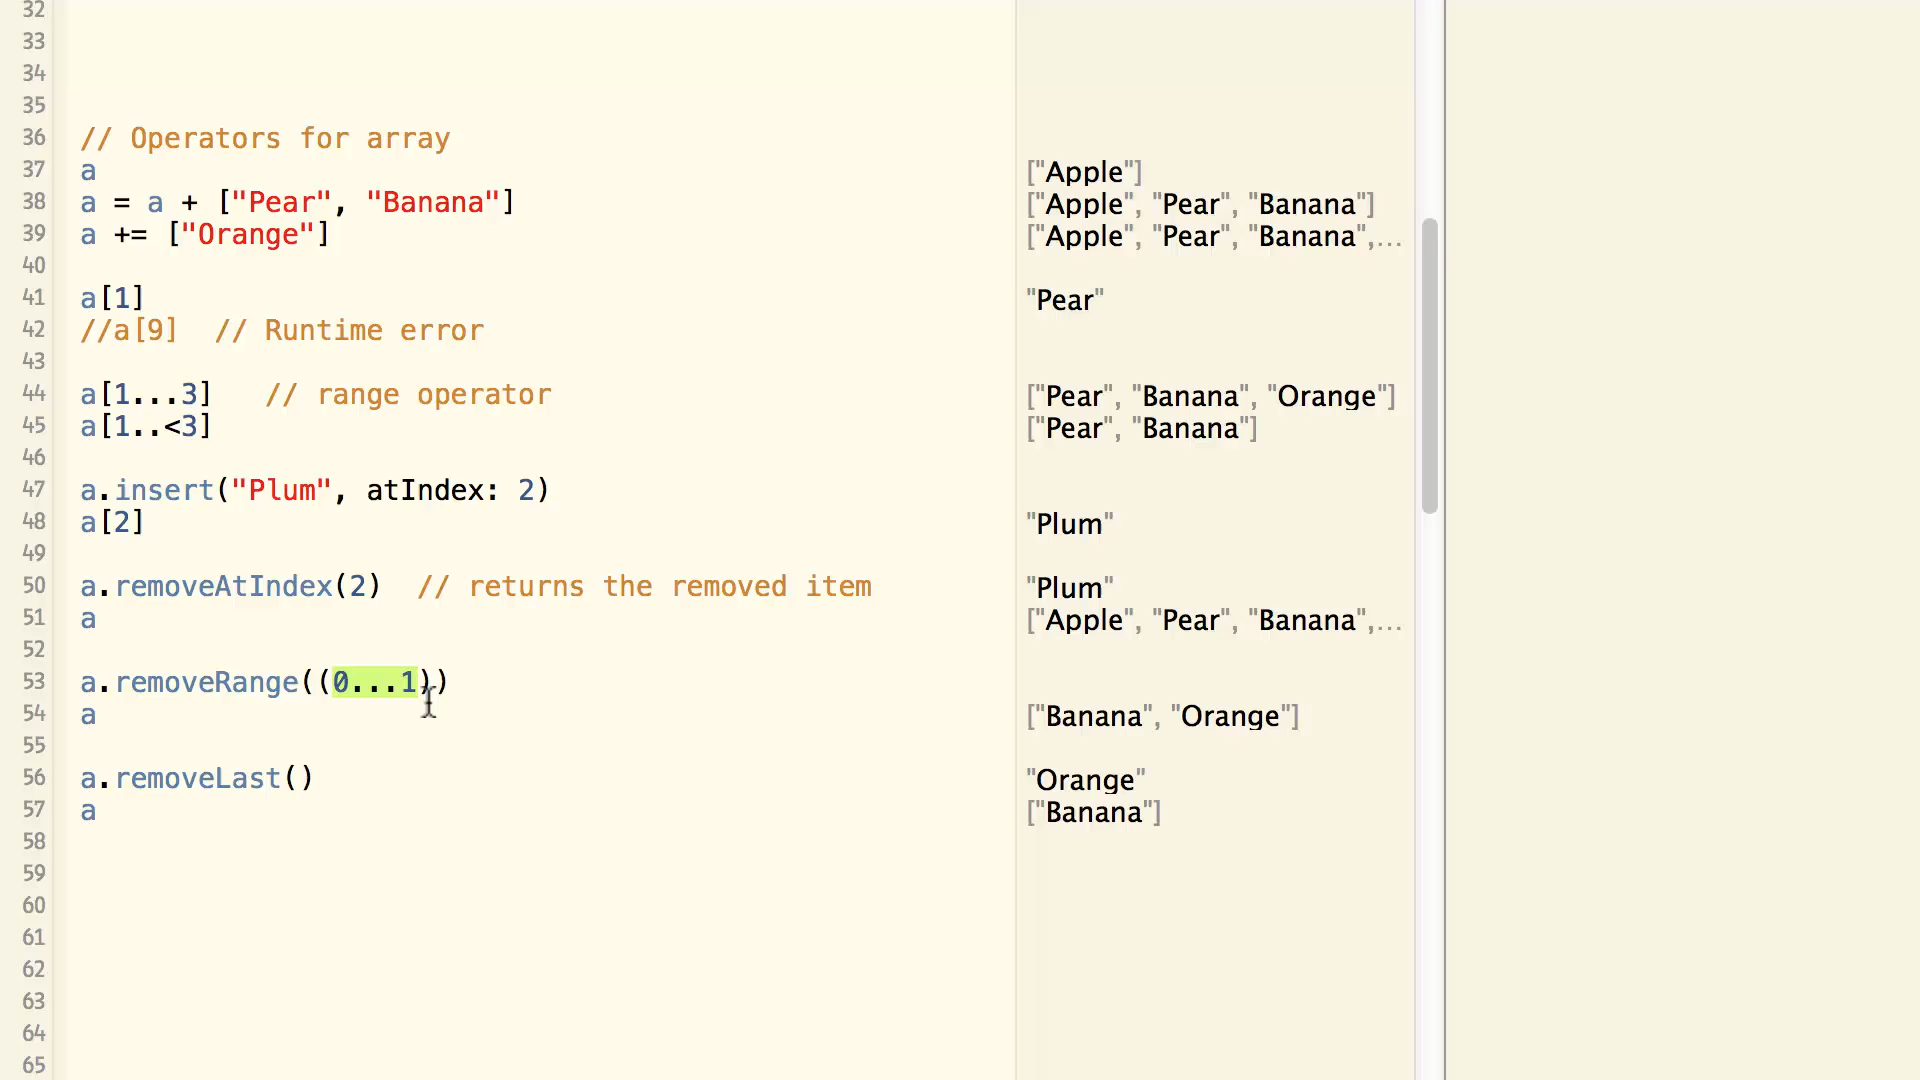 32
33
34
35
36 // Operators for array
37 a ["Apple"]
38 a = a + ["Pear", "Banana"] ["Apple", "Pear", "Banana"]
39 a += ["Orange"] ["Apple", "Pear", "Banana",...
40
41 a[1] "Pear"
42 //a[9]  // Runtime error
43
44 a[1...3]   // range operator ["Pear", "Banana", "Orange"]
45 a[1..<3] ["Pear", "Banana"]
46
47 a.insert("Plum", atIndex: 2)
48 a[2] "Plum"
49
50 a.removeAtIndex(2)  // returns the removed item "Plum"
51 a ["Apple", "Pear", "Banana",...
52
53 a.removeRange((0...1))
54 a ["Banana", "Orange"]
55
56 a.removeLast() "Orange"
57 a ["Banana"]
58
59
60
61
62
63
64
65